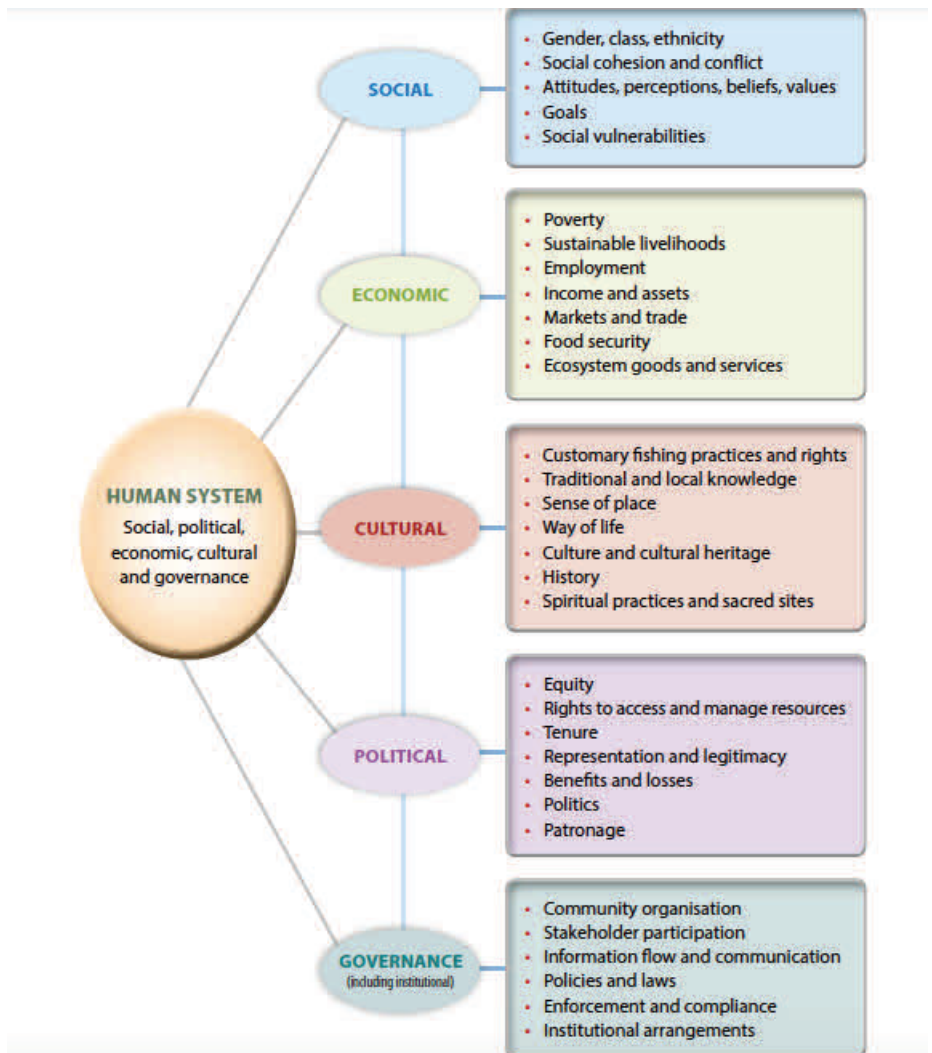 SOCIAL
• Gender, class, ethnicity
• Social cohesion and conflict
• Attitudes, perceptions, beliefs, values
• Goals
• Social vulnerabilities
ECONOMIC
• Poverty
• Sustainable livelihoods
• Employment
• Income and assets
• Markets and trade
• Food security
• Ecosystem goods and services
HUMAN SYSTEM
Social, political,
economic, cultural
and governance
CULTURAL
• Customary fishing practices and rights
• Traditional and local knowledge
• Sense of place
• Way of life
• Culture and cultural heritage
• History
• Spiritual practices and sacred sites
POLITICAL
• Equity
• Rights to access and manage resources
• Tenure
• Representation and legitimacy
• Benefits and losses
• Politics
• Patronage
GOVERNANCE
(including institutional)
• Community organisation
• Stakeholder participation
• Information flow and communication
• Policies and laws
• Enforcement and compliance
• Institutional arrangements